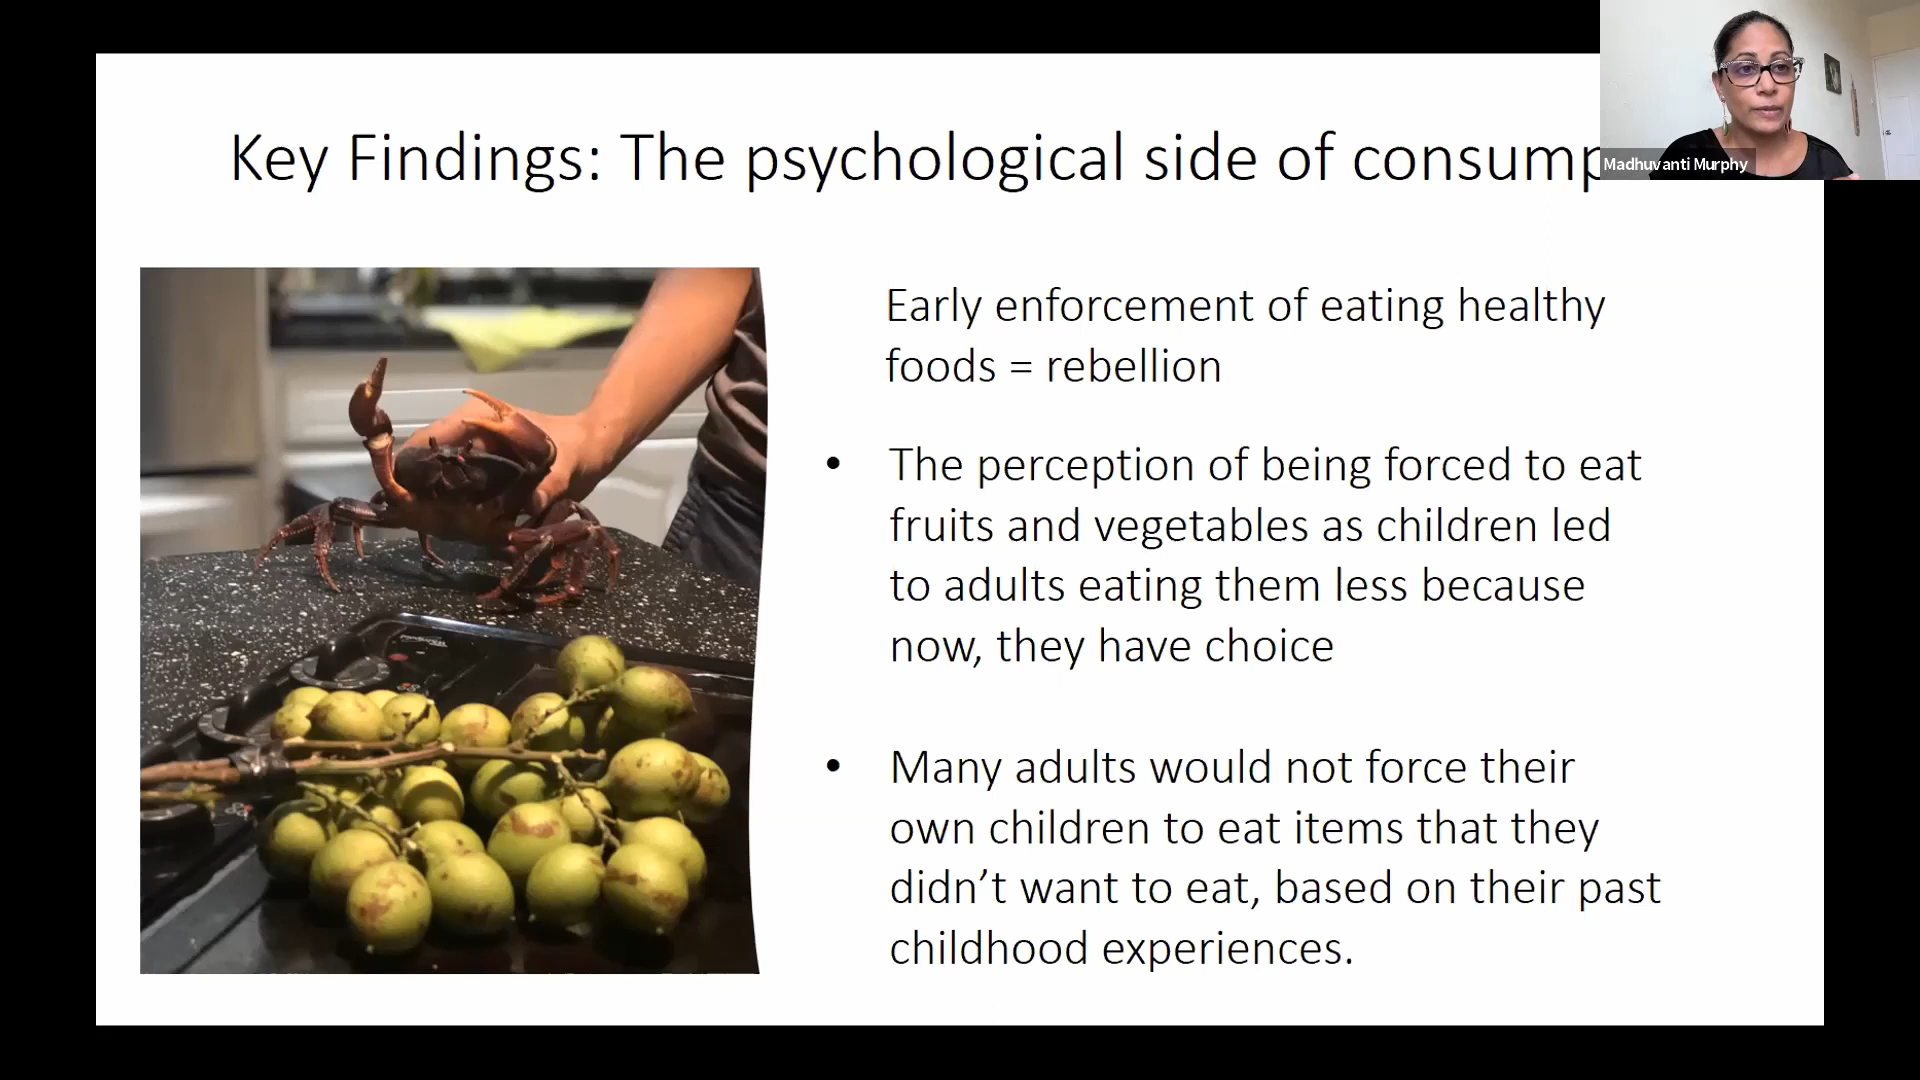 Key Findings: The psychological side of consump
Madhuvanti Murphy
Early enforcement of eating healthy
foods = rebellion
• The perception of being forced to eat
fruits and vegetables as children led
to adults eating them less because
now, they have choice
• Many adults would not force their
own children to eat items that they
didn’t want to eat, based on their past
childhood experiences.